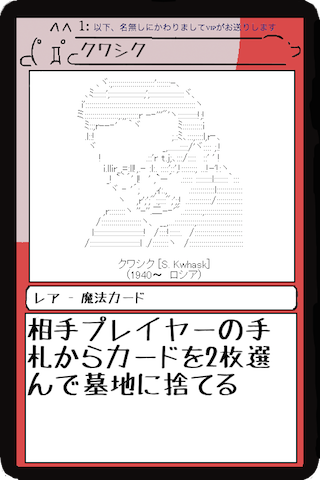 1: 以下、名無しにかわりましてVIPがお送りします
クワシク
クワシク [S. Kwhask]
(1940〜 ロシア)
レア - 魔法カード
相手プレイヤーの手
札からカードを2枚選
んで墓地に捨てる